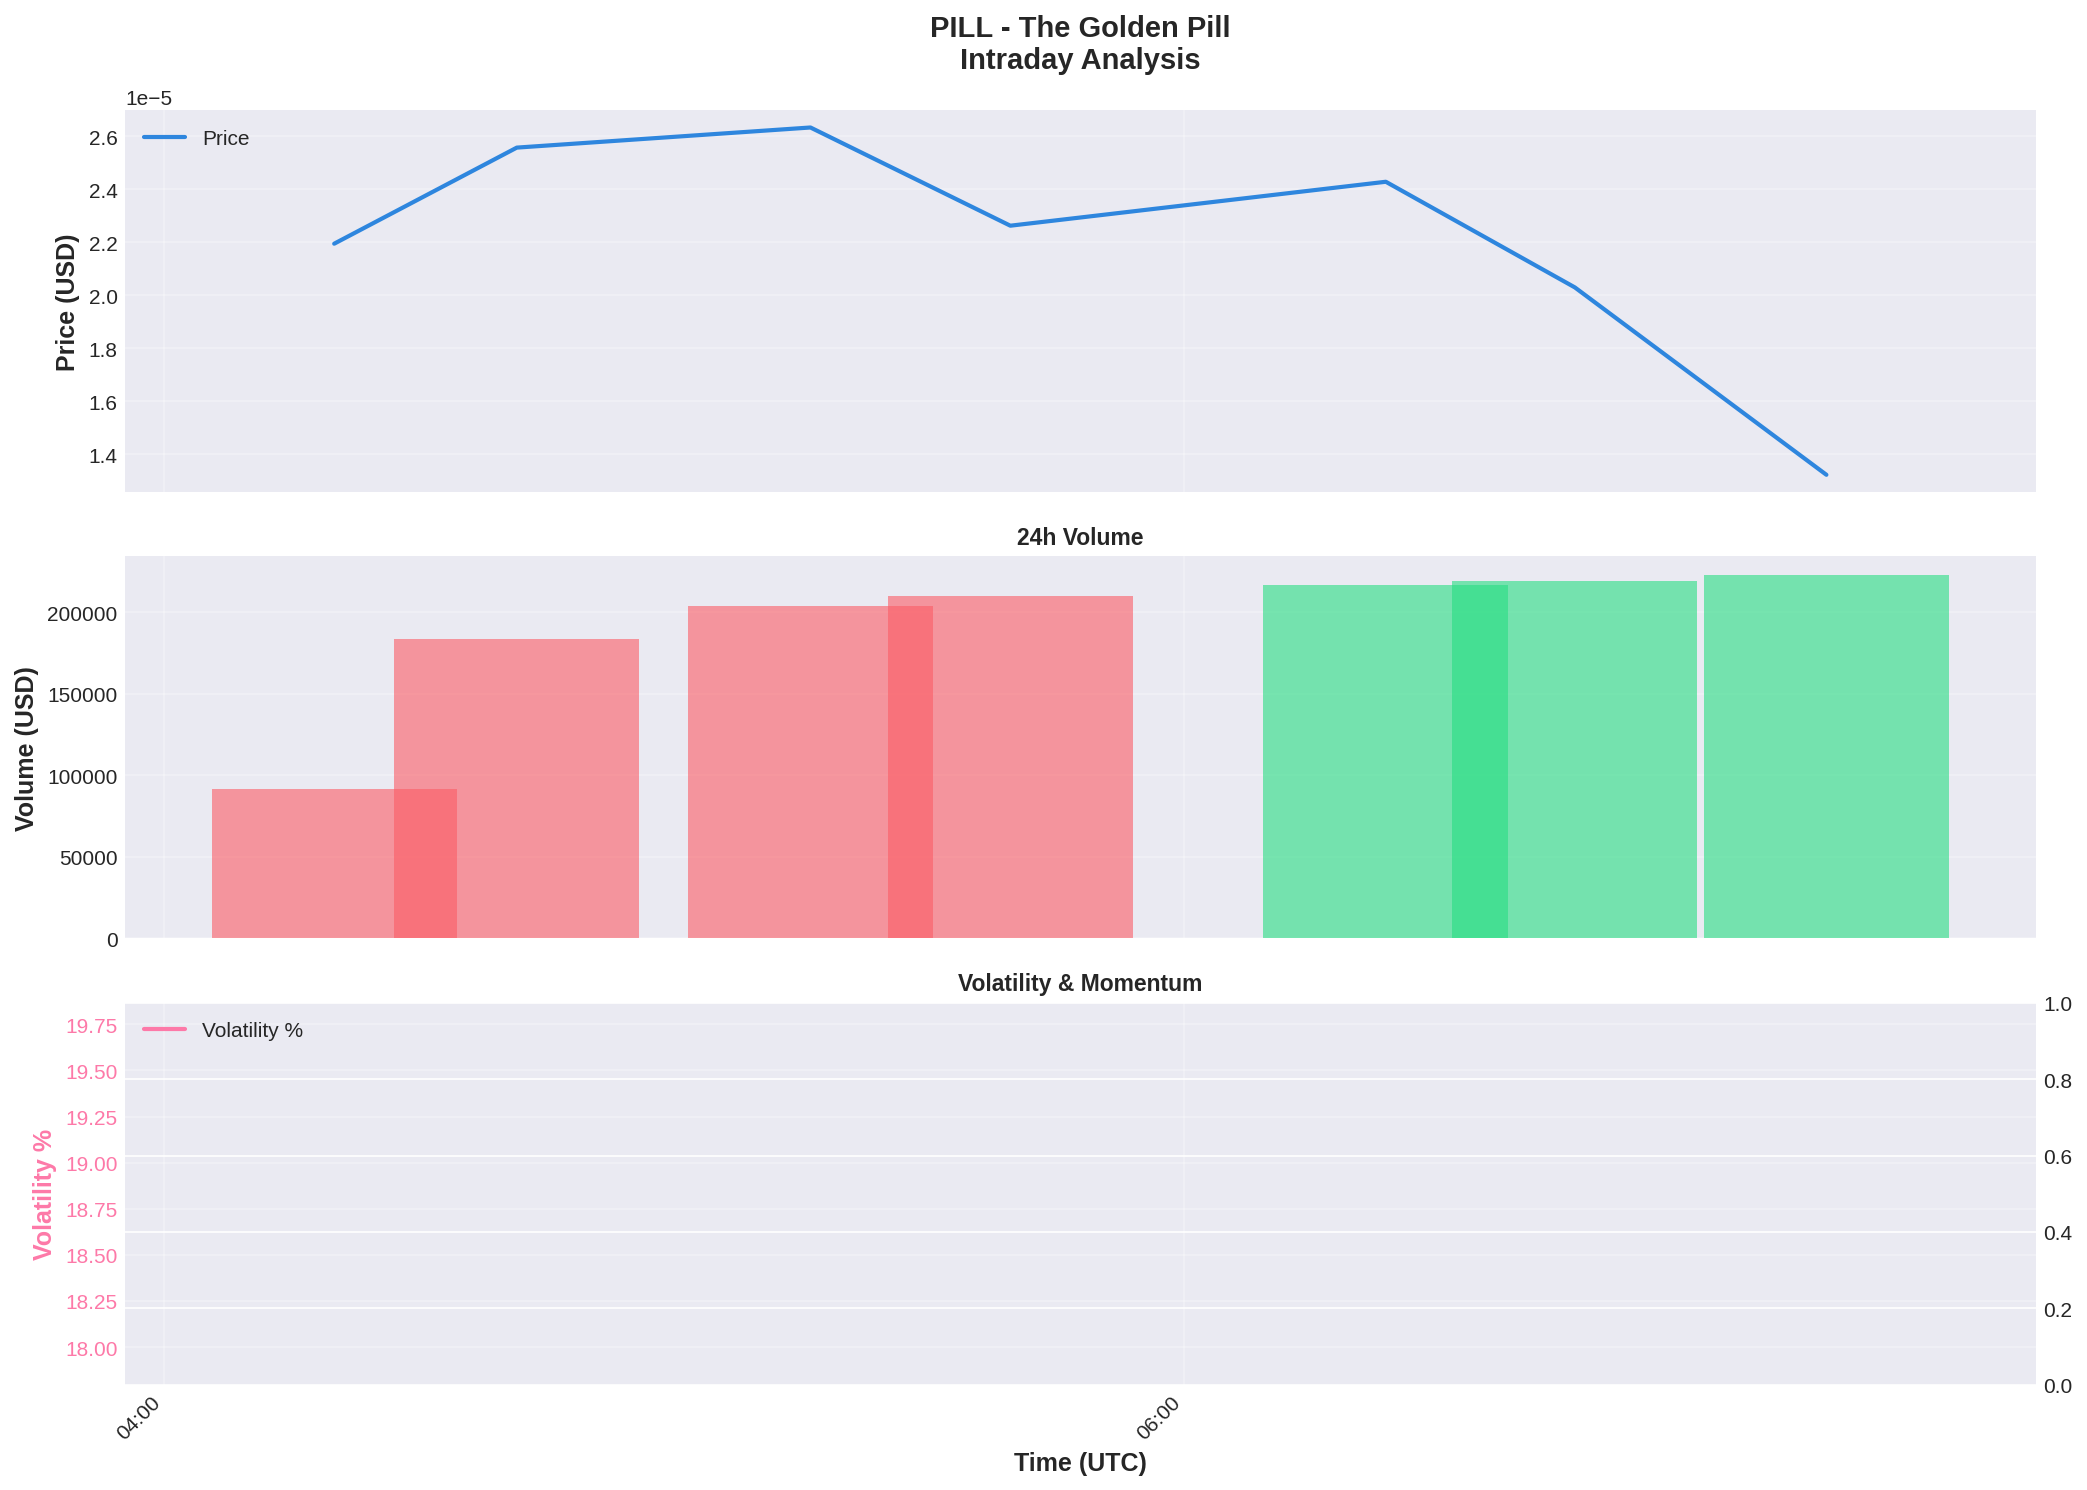 PILL - The Golden Pill
Intraday Analysis
1e−5
Price
2.6
2.4
2.2
2.0
1.8
1.6
1.4
Price (USD)
24h Volume
200000
150000
100000
50000
0
Volume (USD)
Volatility & Momentum
Volatility %
19.75
19.50
19.25
19.00
18.75
18.50
18.25
18.00
Volatility %
1.0
0.8
0.6
0.4
0.2
0.0
04:00
06:00
Time (UTC)